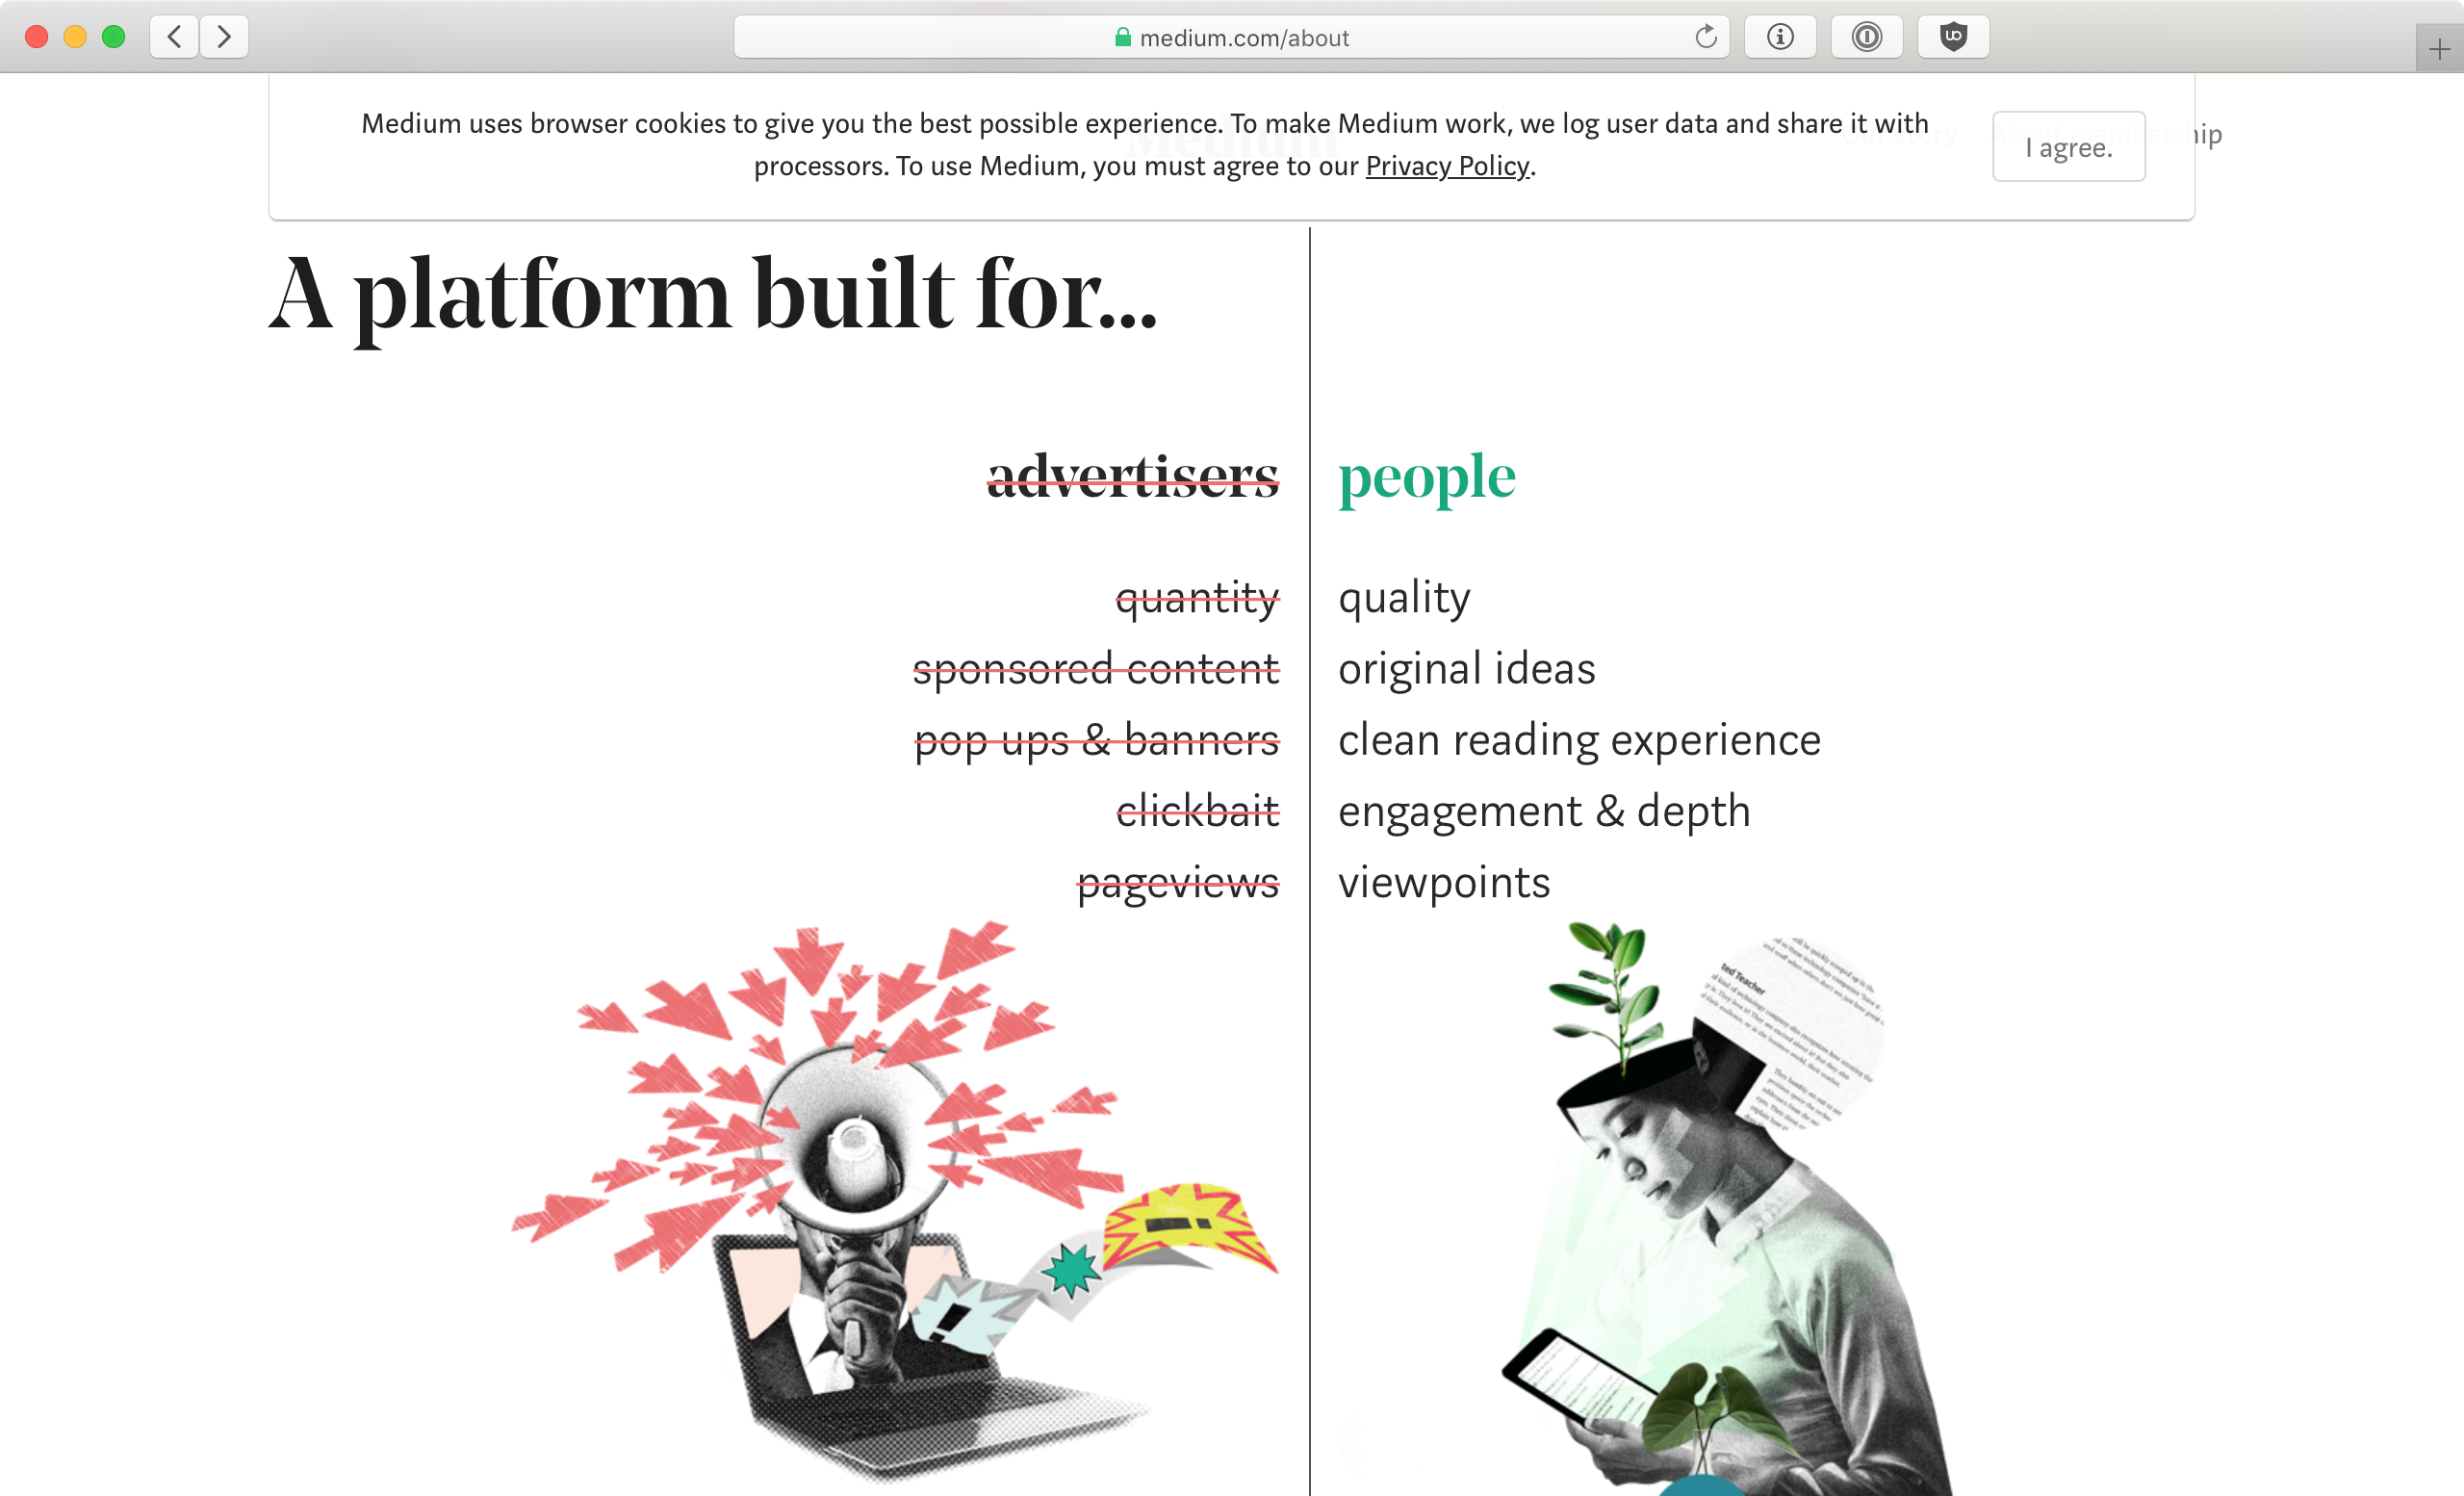 medium.com/about
Medium uses browser cookies to give you the best possible experience. To make Medium work, we log user data and share it with
processors. To use Medium, you must agree to our Privacy Policy.
I agree.
A platform built for...
advertisers people
quantity quality
sponsored content original ideas
pop ups & banners clean reading experience
clickbait engagement & depth
pageviews viewpoints
ted Teacher